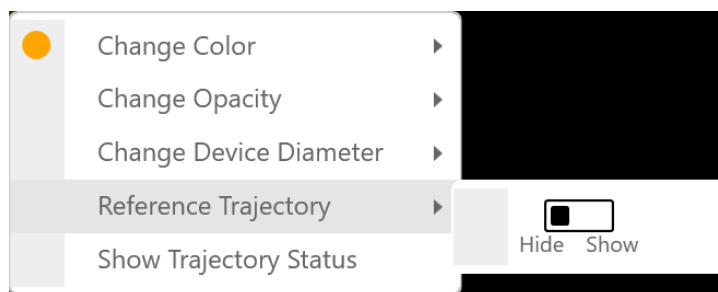 Change Color
Change Opacity
Change Device Diameter
Reference Trajectory
Hide Show
Show Trajectory Status